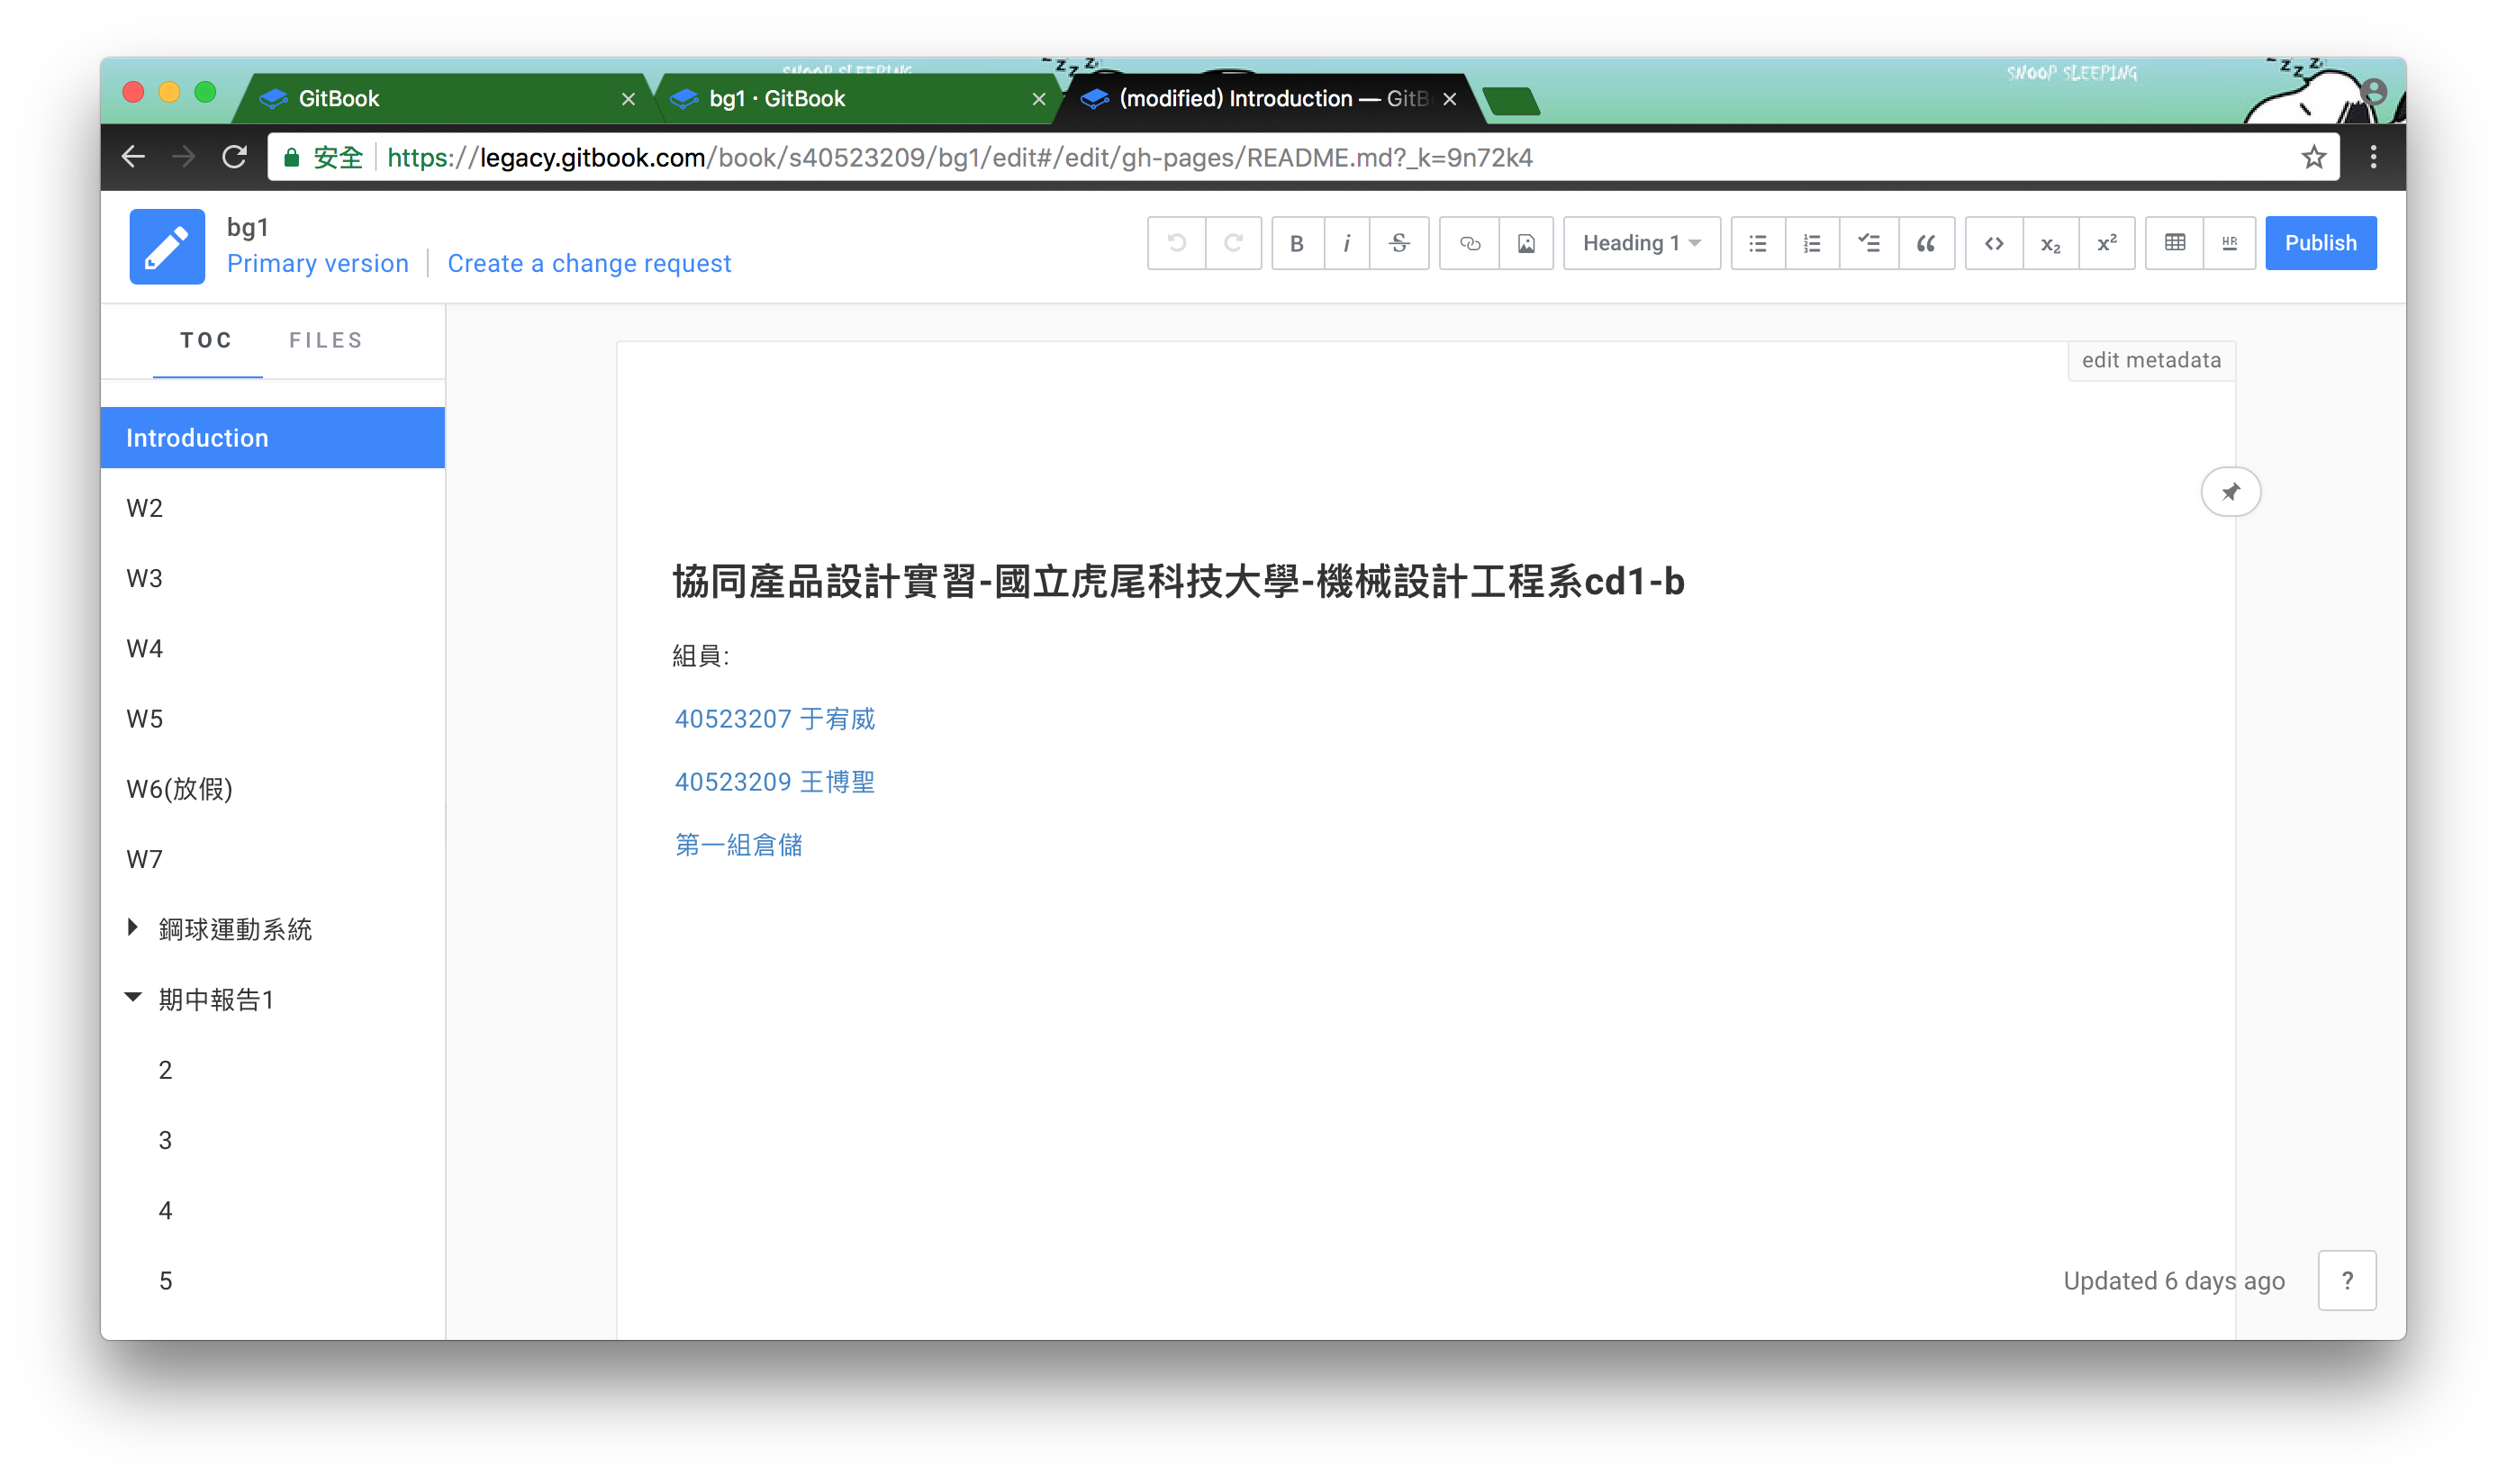 SNOOP SLEEPING
z z z
SNOOP SLEEPING
z z z
GitBook
bg1 · GitBook
(modified) Introduction — GitB
安全 https://legacy.gitbook.com/book/s40523209/bg1/edit#/edit/gh-pages/README.md?_k=9n72k4
bg1
Primary version
Create a change request
B i S
Heading 1
x₂ x²
HR
Publish
TOC FILES
edit metadata
Introduction
W2
W3
W4
W5
W6(放假)
W7
鋼球運動系統
期中報告1
2
3
4
5
協同產品設計實習-國立虎尾科技大學-機械設計工程系cd1-b
組員:
40523207 于宥威
40523209 王博聖
第一組倉儲
Updated 6 days ago
?